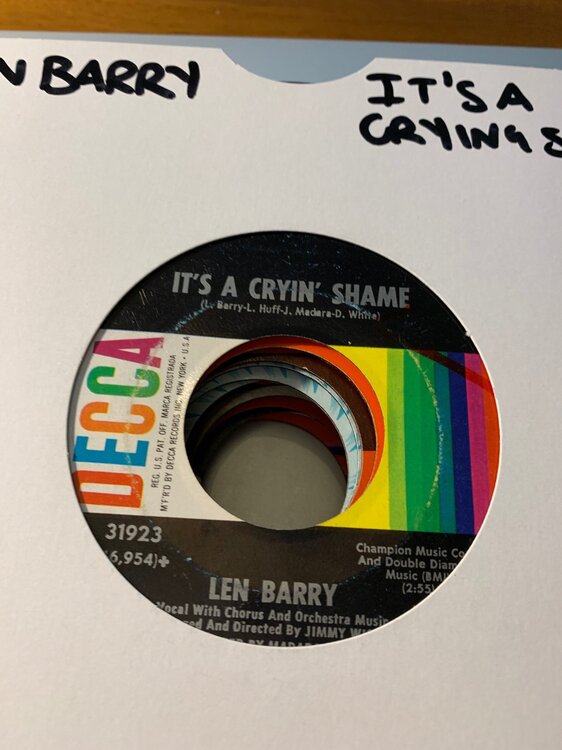 N BARRY
IT'S A
CRYING S
IT'S A CRYIN' SHAME
(L. Barry-L. Huff-J. Madara-D. White)
DECCA
REG. U.S. PAT. OFF. MARCA REGISTRADA
M'F'R'D BY DECCA RECORDS INC. NEW YORK • U.S.A
31923
6,954)+
Champion Music Co
And Double Diam
Music (BMI
(2:55)
LEN BARRY
Vocal With Chorus And Orchestra
ed And Directed By JIMMY